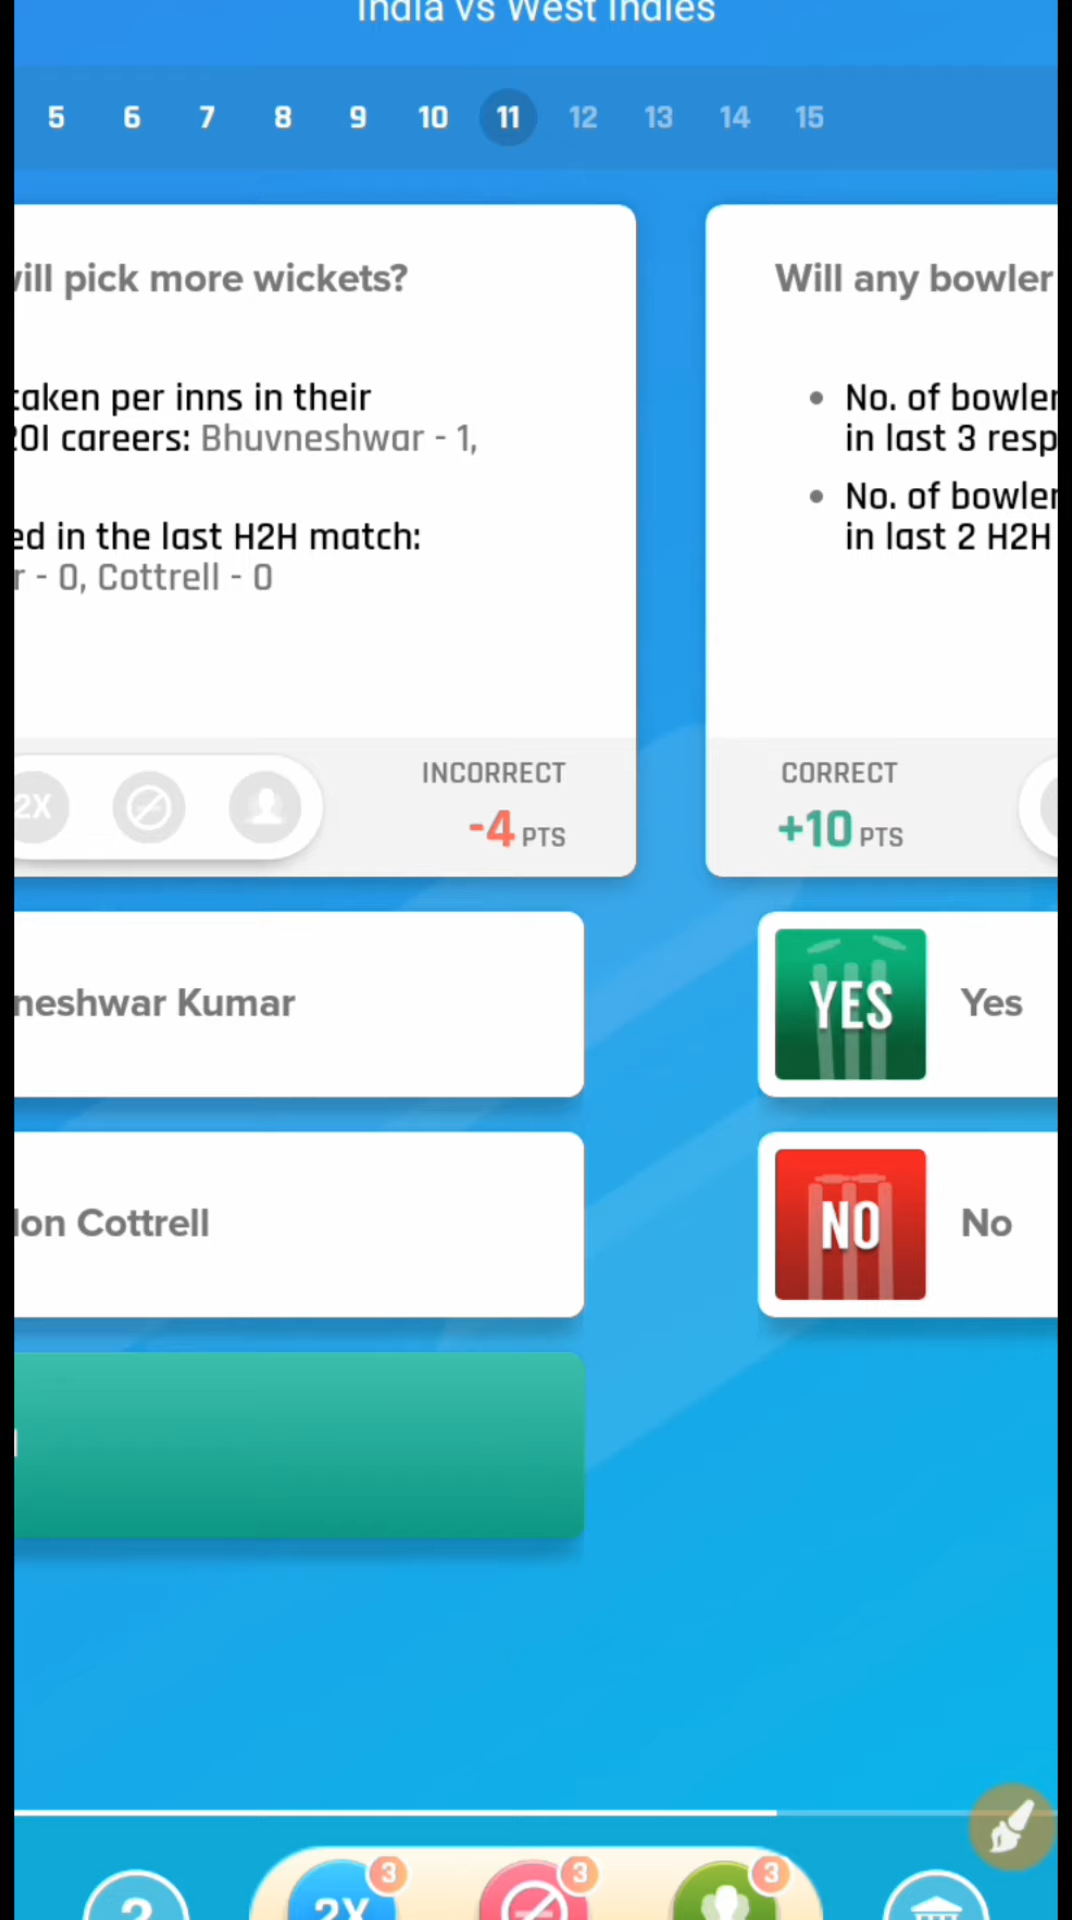 India vs West Indies
5 6 7 8 9 10 11 12 13 14 15
will pick more wickets?
taken per inns in their
20I careers: Bhuvneshwar - 1,
ed in the last H2H match:
r - 0, Cottrell - 0
2X
INCORRECT
-4 PTS
neshwar Kumar
lon Cottrell
Will any bowler
• No. of bowler
in last 3 resp
• No. of bowler
in last 2 H2H
CORRECT
+10 PTS
YES Yes
NO No
3 3 3
? 2X